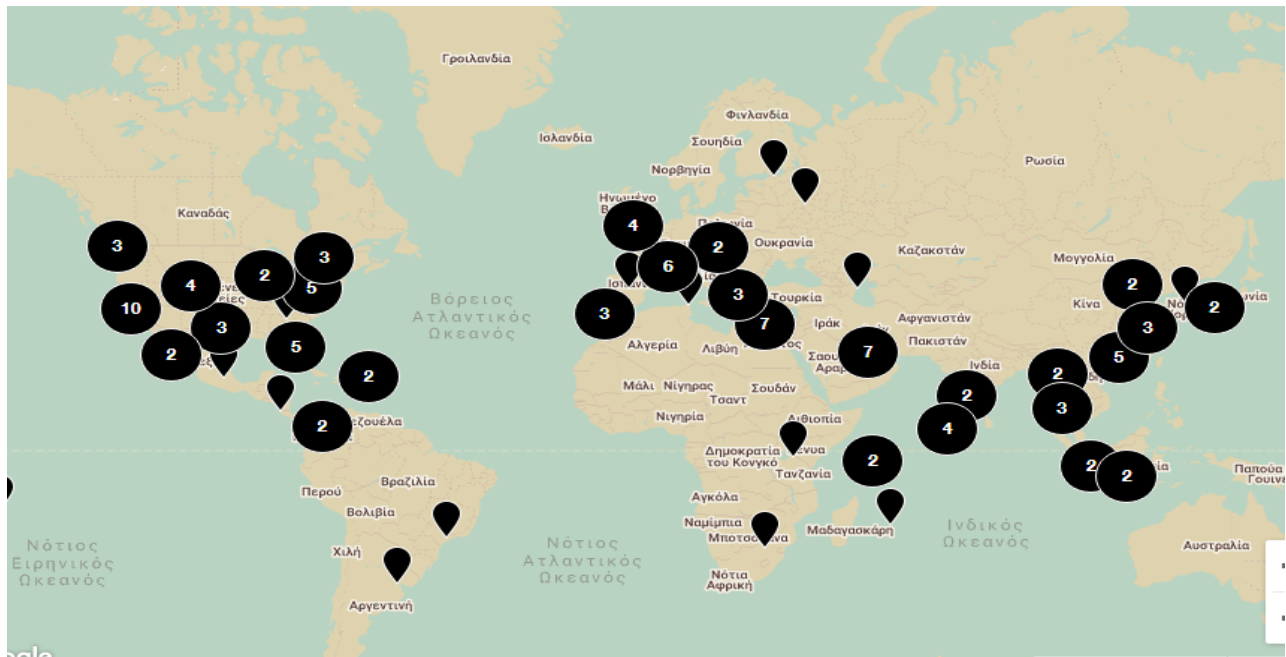 Γροιλανδία
Φινλανδία
Ισλανδία
Σουηδία
Ρωσία
Νορβηγία
Ηνωμένο
Καναδάς
4
3
2
Ουκρανία
3
Καζακστάν
Μογγολία
6
2
5
4
2
Βόρειος
Ατλαντικός
Ωκεανός
3
Τουρκία
Κίνα
10
2
3
7
3
Ιράκ
Αφγανιστάν
3
5
Αλγερία
Λιβύη
Πακιστάν
7
2
5
Ινδία
2
2
Μάλι
Νίγηρας
Σουδάν
Τσαντ
2
Νιγηρία
Αιθιοπία
3
2
4
Δημοκρατία
του Κονγκό
2
Τανζανία
2
2
Παπούα
Περού
Βραζιλία
Αγκόλα
Βολιβία
Ναμίμπια
Μαδαγασκάρη
Ινδικός
Ωκεανός
Νότιος
Ειρηνικός
Ωκεανός
Χιλή
Νότιος
Ατλαντικός
Ωκεανός
Αυστραλία
Νότια
Αφρική
Αργεντινή